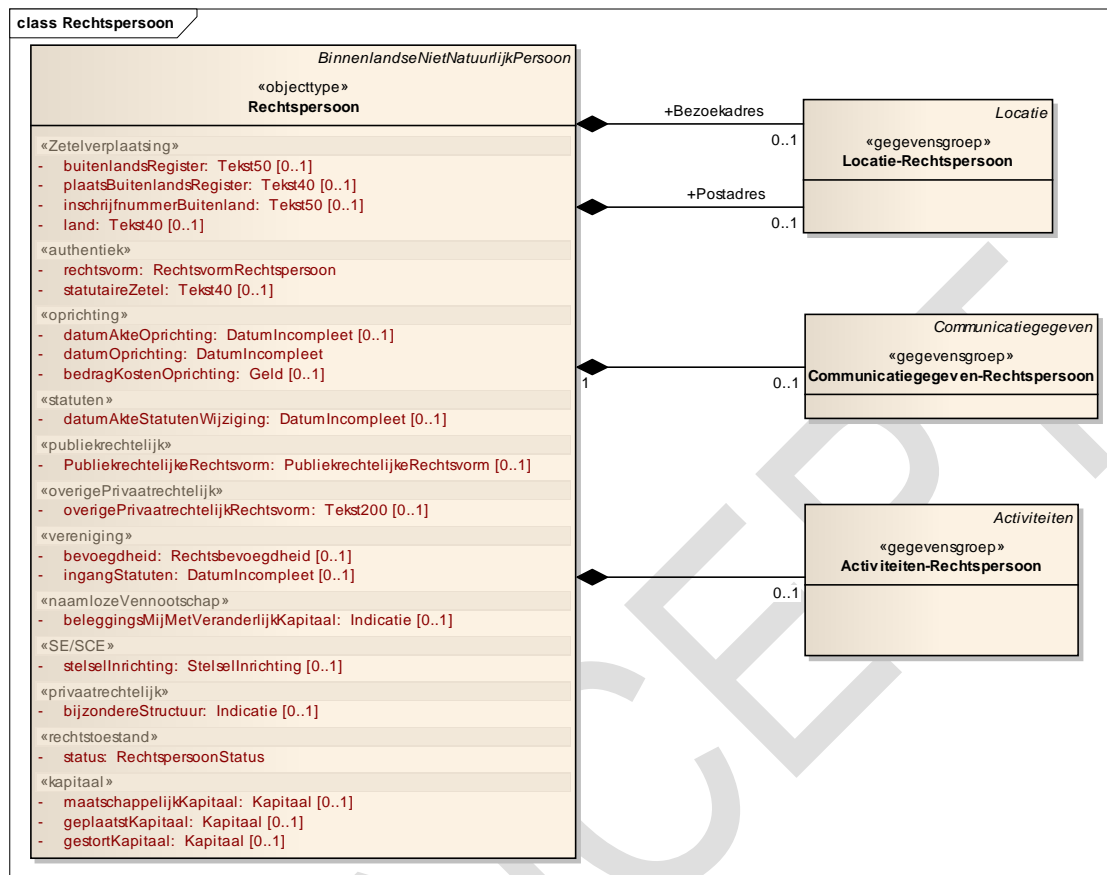 class Rechtspersoon
BinnenlandseNietNatuurlijkPersoon
«objecttype»
Rechtspersoon
«Zetelverplaatsing»
- buitenlandsRegister: Tekst50 [0..1]
- plaatsBuitenlandsRegister: Tekst40 [0..1]
- inschrijfnummerBuitenland: Tekst50 [0..1]
- land: Tekst40 [0..1]
«authentiek»
- rechtsvorm: RechtsvormRechtspersoon
- statutaireZetel: Tekst40 [0..1]
«oprichting»
- datumAkteOprichting: DatumIncompleet [0..1]
- datumOprichting: DatumIncompleet
- bedragKostenOprichting: Geld [0..1]
«statuten»
- datumAkteStatutenWijziging: DatumIncompleet [0..1]
«publiekrechtelijk»
- PubliekrechtelijkeRechtsvorm: PubliekrechtelijkeRechtsvorm [0..1]
«overigePrivaatrechtelijk»
- overigePrivaatrechtelijkRechtsvorm: Tekst200 [0..1]
«vereniging»
- bevoegdheid: Rechtsbevoegdheid [0..1]
- ingangStatuten: DatumIncompleet [0..1]
«naamlozeVennootschap»
- beleggingsMijMetVeranderlijkKapitaal: Indicatie [0..1]
«SE/SCE»
- stelselInrichting: StelselInrichting [0..1]
«privaatrechtelijk»
- bijzondereStructuur: Indicatie [0..1]
«rechtstoestand»
- status: RechtspersoonStatus
«kapitaal»
- maatschappelijkKapitaal: Kapitaal [0..1]
- geplaatstKapitaal: Kapitaal [0..1]
- gestortKapitaal: Kapitaal [0..1]
+Bezoekadres
0..1
+Postadres
0..1
Locatie
«gegevensgroep»
Locatie-Rechtspersoon
1
0..1
Communicatiegegeven
«gegevensgroep»
Communicatiegegeven-Rechtspersoon
0..1
Activiteiten
«gegevensgroep»
Activiteiten-Rechtspersoon